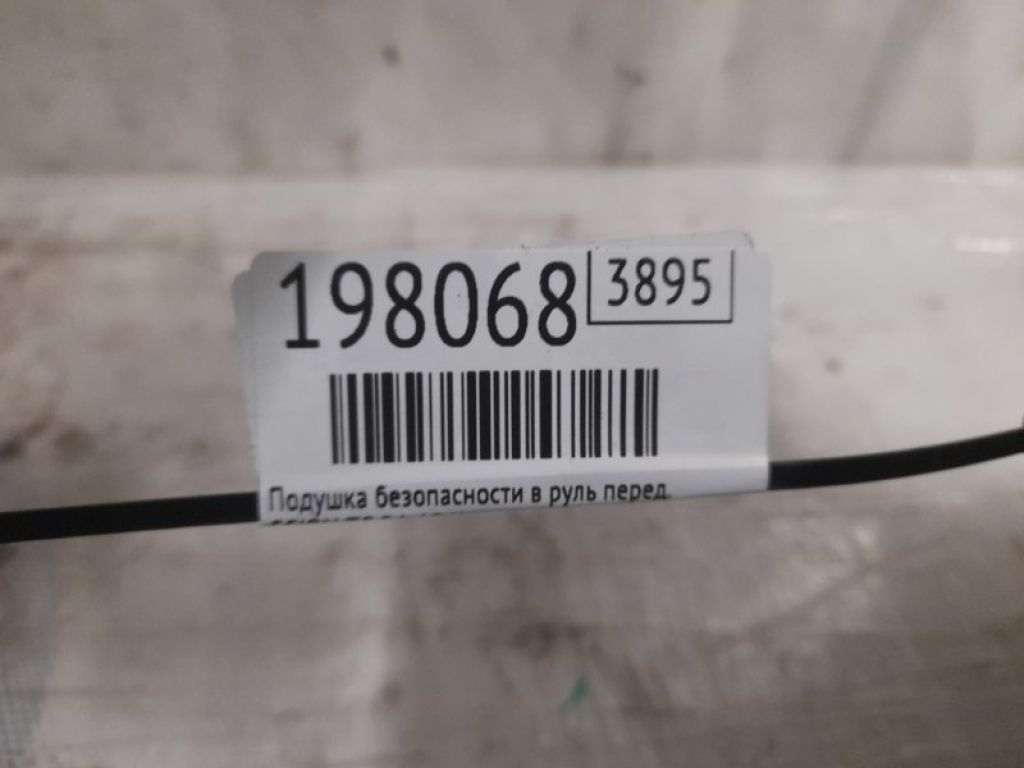 198068 3895
Подушка безопасности в руль перед.